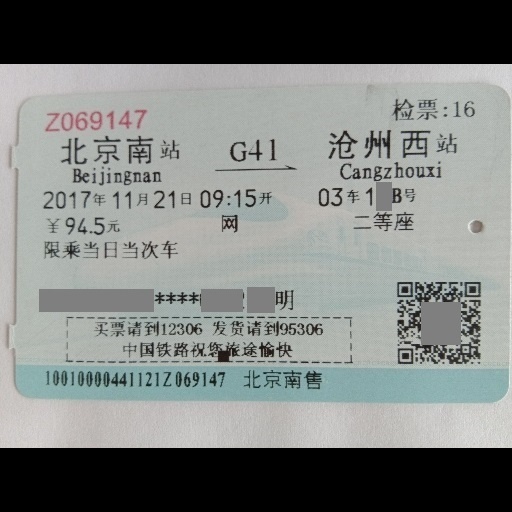 Z069147 检票:16
北京南站 G41 沧州西站
Beijingnan Cangzhouxi
2017年11月21日09:15开 03车1 B号
￥94.5元 网 二等座
限乘当日当次车
**** 明
买票请到12306 发货请到95306
中国铁路祝您旅途愉快
10010000441121Z069147 北京南售